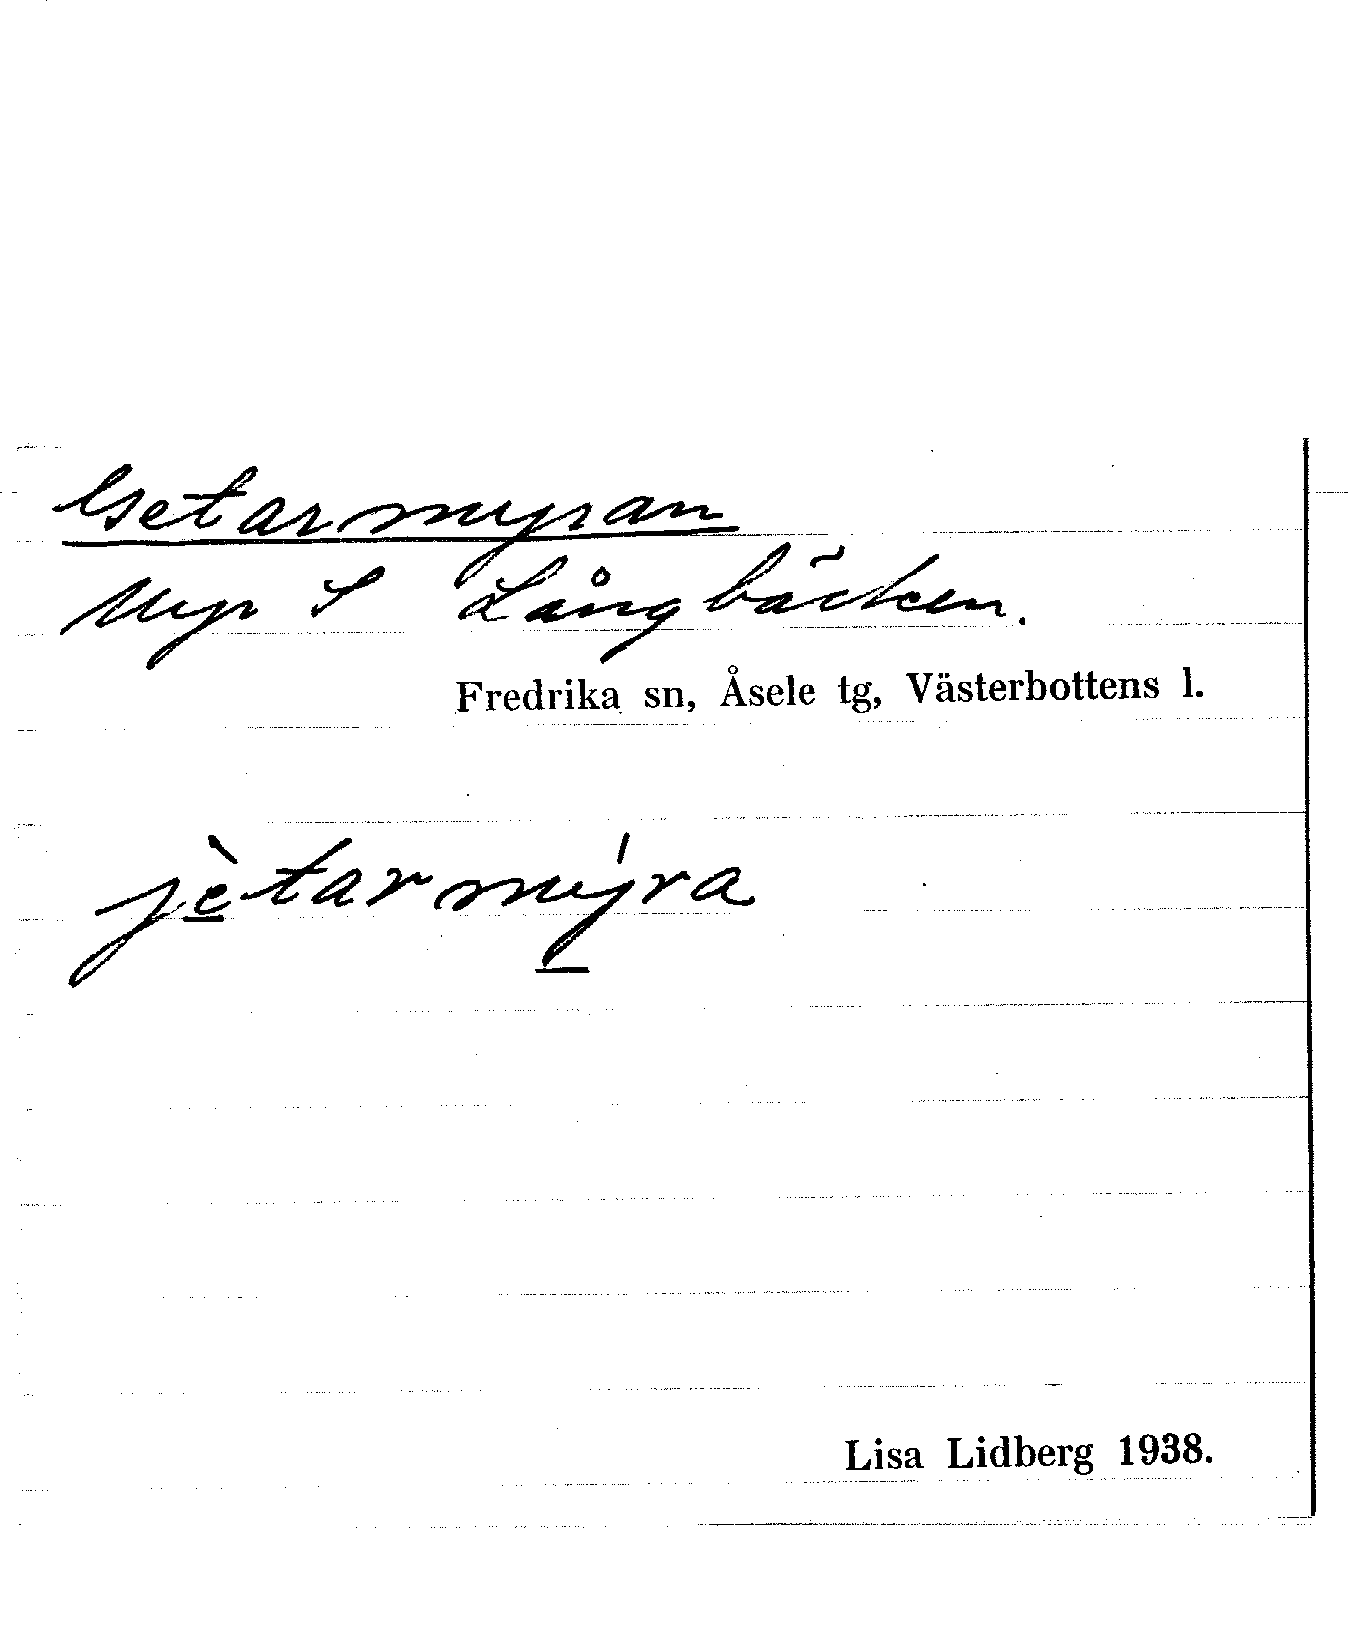 Getarmyran
Myr S Långbäcken.
Fredrika sn, Åsele tg, Västerbottens l.
jètarmýra
Lisa Lidberg 1938.